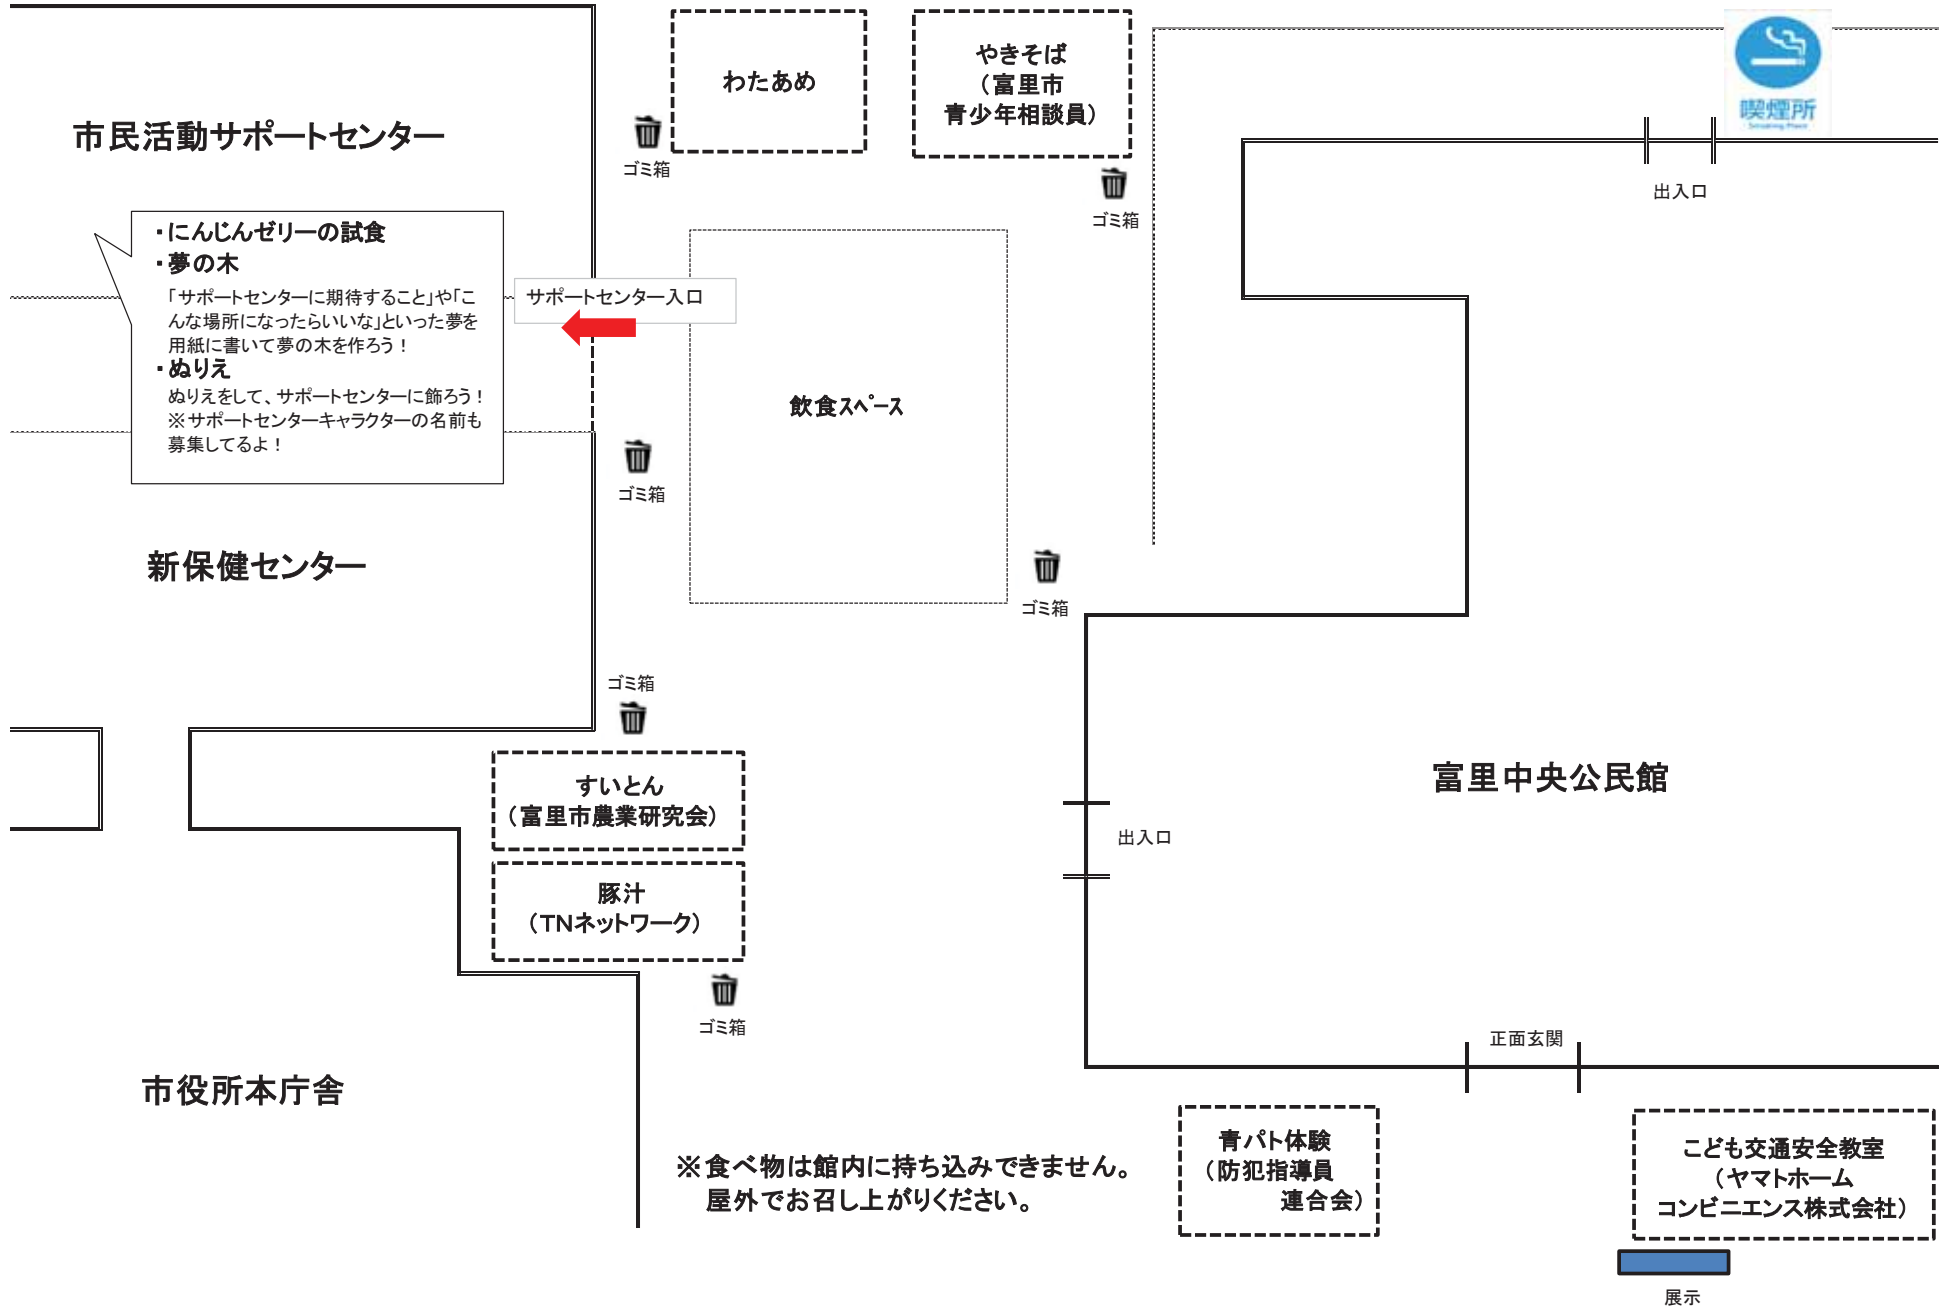 わたあめ
やきそば
（富里市
青少年相談員）
喫煙所
Smoking Place
市民活動サポートセンター
ゴミ箱
ゴミ箱
出入口
・にんじんゼリーの試食
・夢の木
「サポートセンターに期待すること」や「こ
んな場所になったらいいな」といった夢を
用紙に書いて夢の木を作ろう！
・ぬりえ
ぬりえをして、サポートセンターに飾ろう！
※サポートセンターキャラクターの名前も
募集してるよ！
サポートセンター入口
飲食ｽﾍﾟｰｽ
ゴミ箱
新保健センター
ゴミ箱
ゴミ箱
すいとん
（富里市農業研究会）
富里中央公民館
出入口
豚汁
（TNネットワーク）
ゴミ箱
正面玄関
市役所本庁舎
※食べ物は館内に持ち込みできません。
屋外でお召し上がりください。
青パト体験
（防犯指導員
連合会）
こども交通安全教室
（ヤマトホーム
コンビニエンス株式会社）
展示